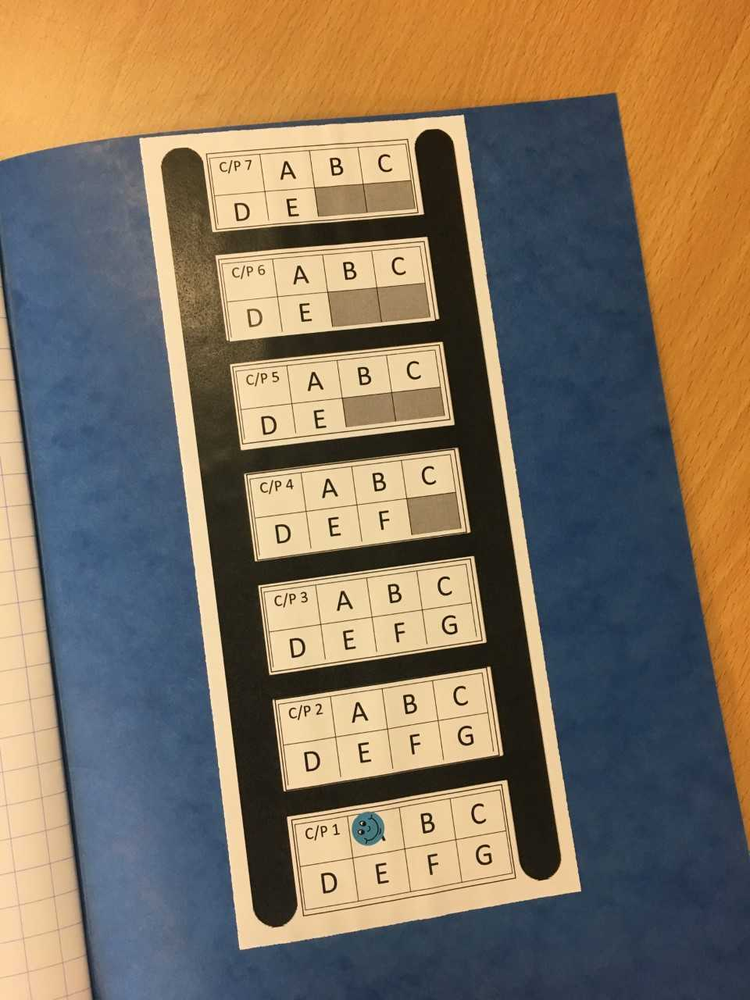 C/P 7 A B C
D E
C/P 6 A B C
D E
C/P 5 A B C
D E
C/P 4 A B C
D E F
C/P 3 A B C
D E F G
C/P 2 A B C
D E F G
C/P 1 B C
D E F G